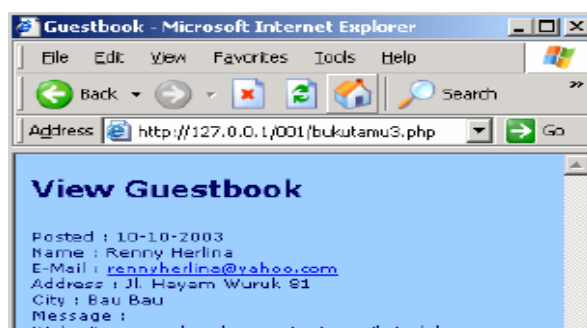 Guestbook - Microsoft Internet Explorer
File Edit View Favorites Tools Help
Back Search »
Address http://127.0.0.1/001/bukutamu3.php Go
View Guestbook
Posted : 10-10-2003
Name : Renny Herlina
E-Mail : rennyherlina@yahoo.com
Address : Jl. Hayam Wuruk 81
City : Bau Bau
Message :